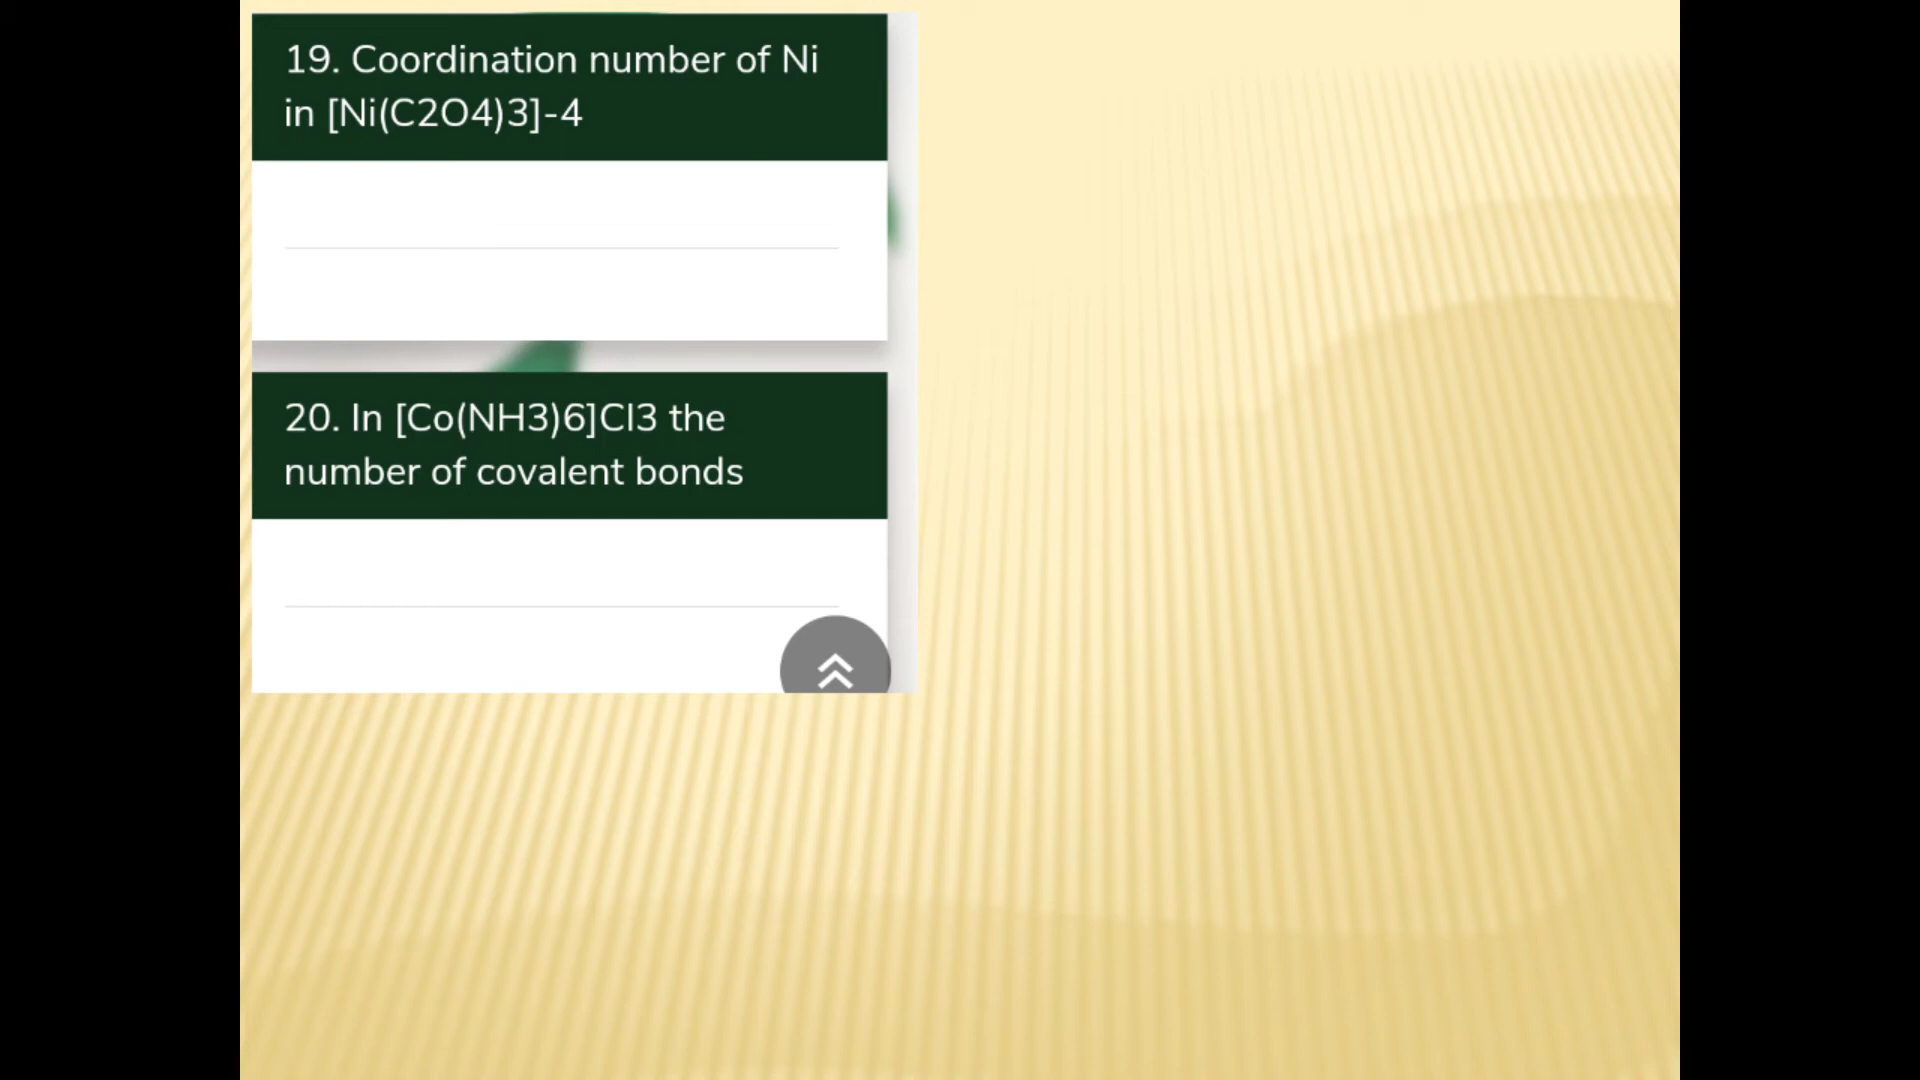 19. Coordination number of Ni
in [Ni(C2O4)3]-4
20. In [Co(NH3)6]Cl3 the
number of covalent bonds